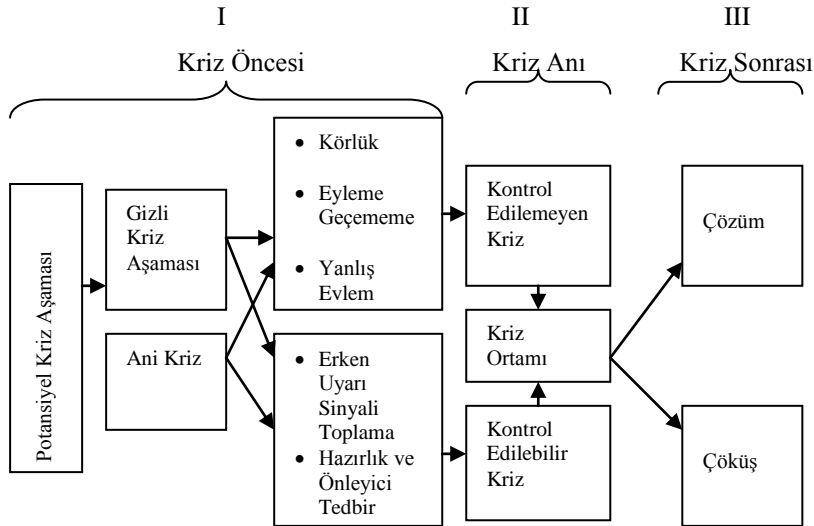 I
II
III
Kriz Öncesi
Kriz Anı
Kriz Sonrası
Potansiyel Kriz Aşaması
Gizli
Kriz
Aşaması
Ani Kriz
• Körlük
• Eyleme
Geçememe
• Yanlış
Evlem
• Erken
Uyarı
Sinyali
Toplama
• Hazırlık ve
Önleyici
Tedbir
Kontrol
Edilemeyen
Kriz
Kriz
Ortamı
Kontrol
Edilebilir
Kriz
Çözüm
Çöküş